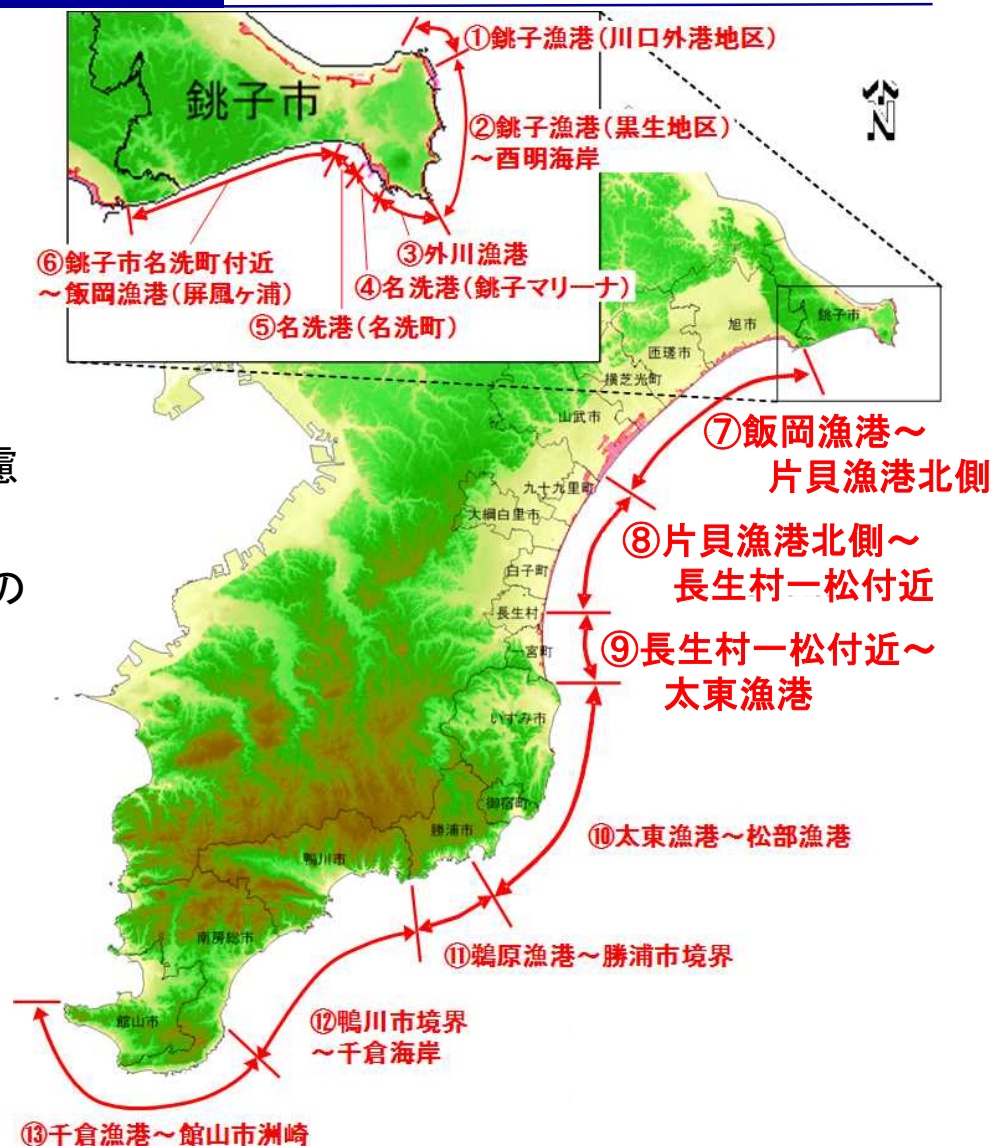 ①銚子漁港(川口外港地区)
銚子市
②銚子漁港(黒生地区)
～酉明海岸
③外川漁港
⑥銚子市名洗町付近
～飯岡漁港(屏風ヶ浦)
④名洗港(銚子マリーナ)
⑤名洗港(名洗町)
N
銚子市
旭市
匝瑳市
横芝光町
山武市
⑦飯岡漁港～
片貝漁港北側
慮
九十九里町
大網白里市
⑧片貝漁港北側～
長生村一松付近
の
白子町
長生村
⑨長生村一松付近～
太東漁港
一宮町
いすみ市
御宿町
勝浦市
⑩太東漁港～松部漁港
鴨川市
南房総市
⑪鵜原漁港～勝浦市境界
館山市
⑫鴨川市境界
～千倉海岸
⑬千倉漁港～館山市洲崎